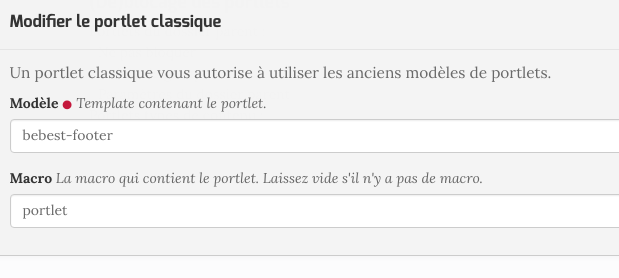 Modifier le portlet classique
Un portlet classique vous autorise à utiliser les anciens modèles de portlets.
Modèle Template contenant le portlet.
bebest-footer
Macro La macro qui contient le portlet. Laissez vide s'il n'y a pas de macro.
portlet